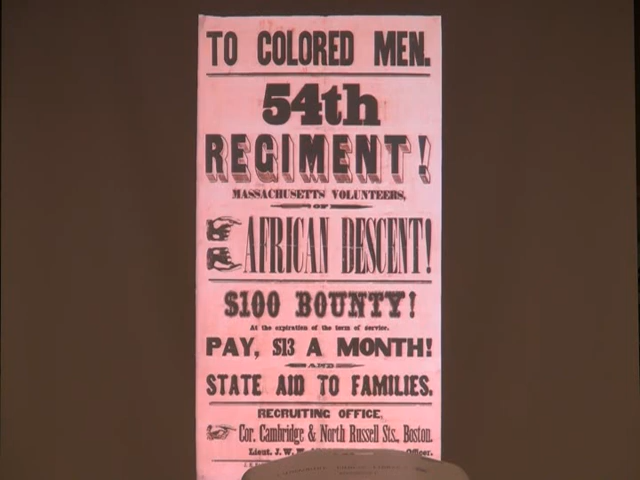 TO COLORED MEN.
54th
REGIMENT!
MASSACHUSETTS VOLUNTEERS,
OF
AFRICAN DESCENT!
$100 BOUNTY!
At the expiration of the term of service.
PAY, $13 A MONTH!
AND
STATE AID TO FAMILIES.
RECRUITING OFFICE,
Cor. Cambridge & North Russell Sts., Boston.
Lieut. J. W. Officer.